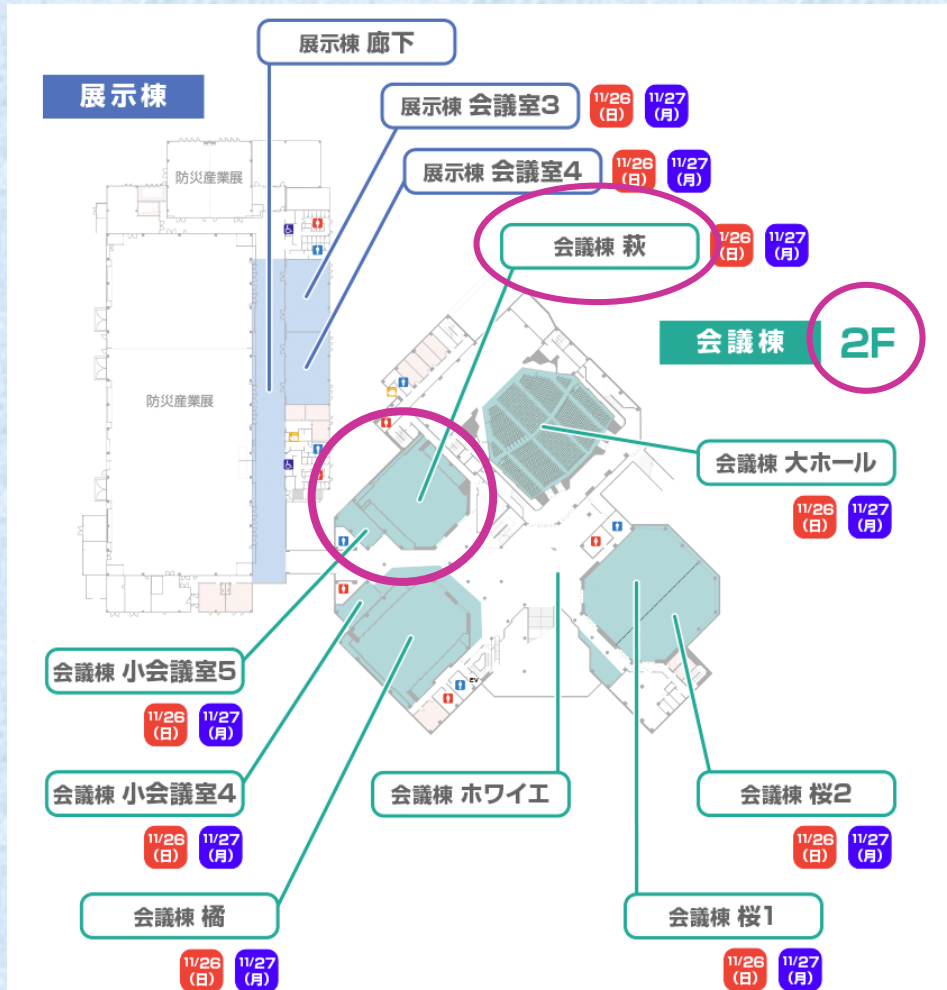 展示棟 廊下
展示棟
展示棟 会議室3
11/26
(日)
11/27
(月)
展示棟 会議室4
11/26
(日)
11/27
(月)
防災産業展
会議棟 萩
11/26
(日)
11/27
(月)
会議棟
2F
防災産業展
会議棟 大ホール
11/26
(日)
11/27
(月)
会議棟 小会議室5
11/26
(日)
11/27
(月)
EV
会議棟 小会議室4
11/26
(日)
11/27
(月)
会議棟 ホワイエ
会議棟 桜2
11/26
(日)
11/27
(月)
会議棟 橘
11/26
(日)
11/27
(月)
会議棟 桜1
11/26
(日)
11/27
(月)